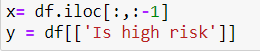 x= df.iloc[:,:-1]
y = df[['Is high risk']]